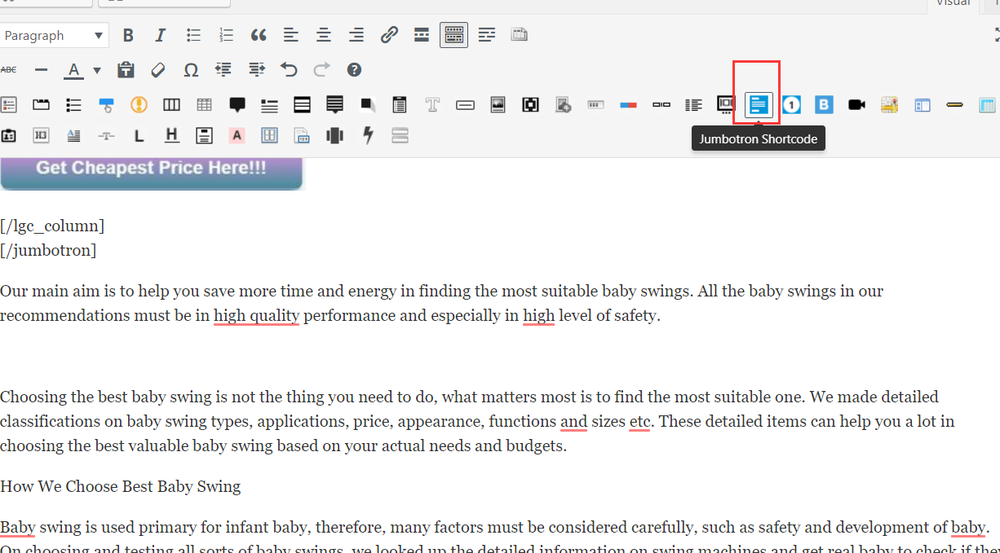 Visual
Paragraph
B
I
ABC
A
Ω
?
T
1
B
H3
T
L
H
A
Jumbotron Shortcode
Get Cheapest Price Here!!!
[/lgc_column]
[/jumbotron]
Our main aim is to help you save more time and energy in finding the most suitable baby swings. All the baby swings in our
recommendations must be in high quality performance and especially in high level of safety.
Choosing the best baby swing is not the thing you need to do, what matters most is to find the most suitable one. We made detailed
classifications on baby swing types, applications, price, appearance, functions and sizes etc. These detailed items can help you a lot in
choosing the best valuable baby swing based on your actual needs and budgets.
How We Choose Best Baby Swing
Baby swing is used primary for infant baby, therefore, many factors must be considered carefully, such as safety and development of baby.
On choosing and testing all sorts of baby swings, we looked up the detailed information on swing machines and get real baby to check if the